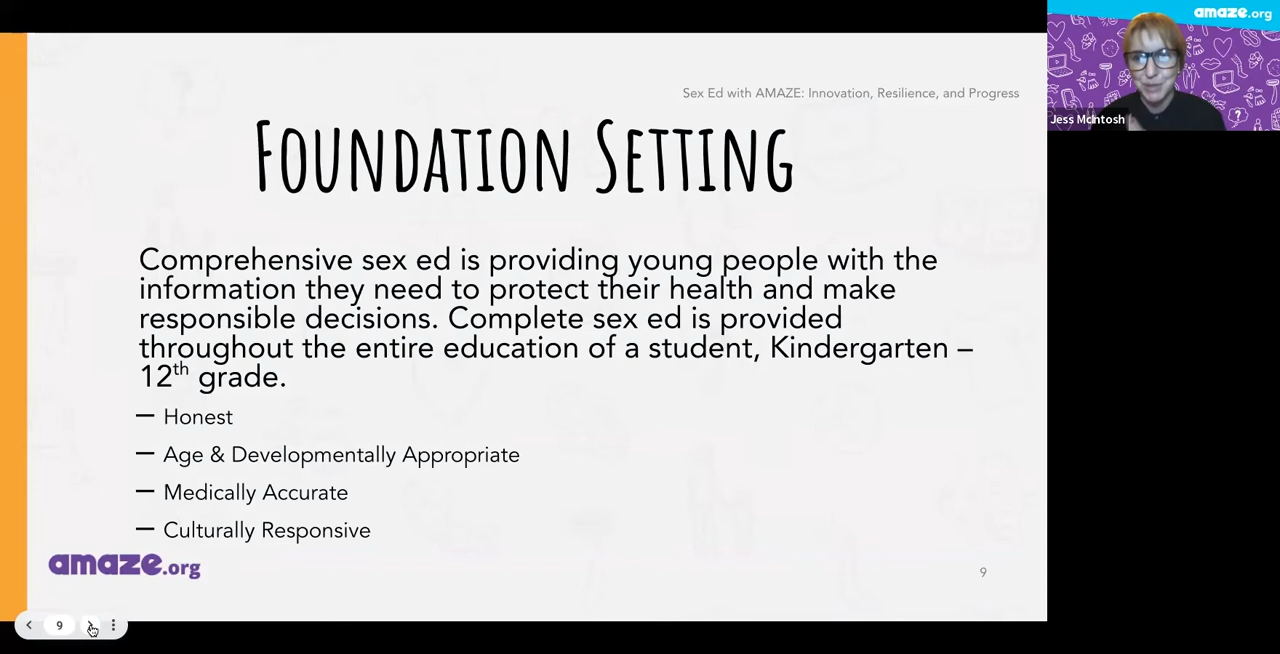 amaze.org
Jess McIntosh
Sex Ed with AMAZE: Innovation, Resilience, and Progress
Foundation Setting
Comprehensive sex ed is providing young people with the
information they need to protect their health and make
responsible decisions. Complete sex ed is provided
throughout the entire education of a student, Kindergarten –
12th grade.
— Honest
— Age & Developmentally Appropriate
— Medically Accurate
— Culturally Responsive
amaze.org
9
9